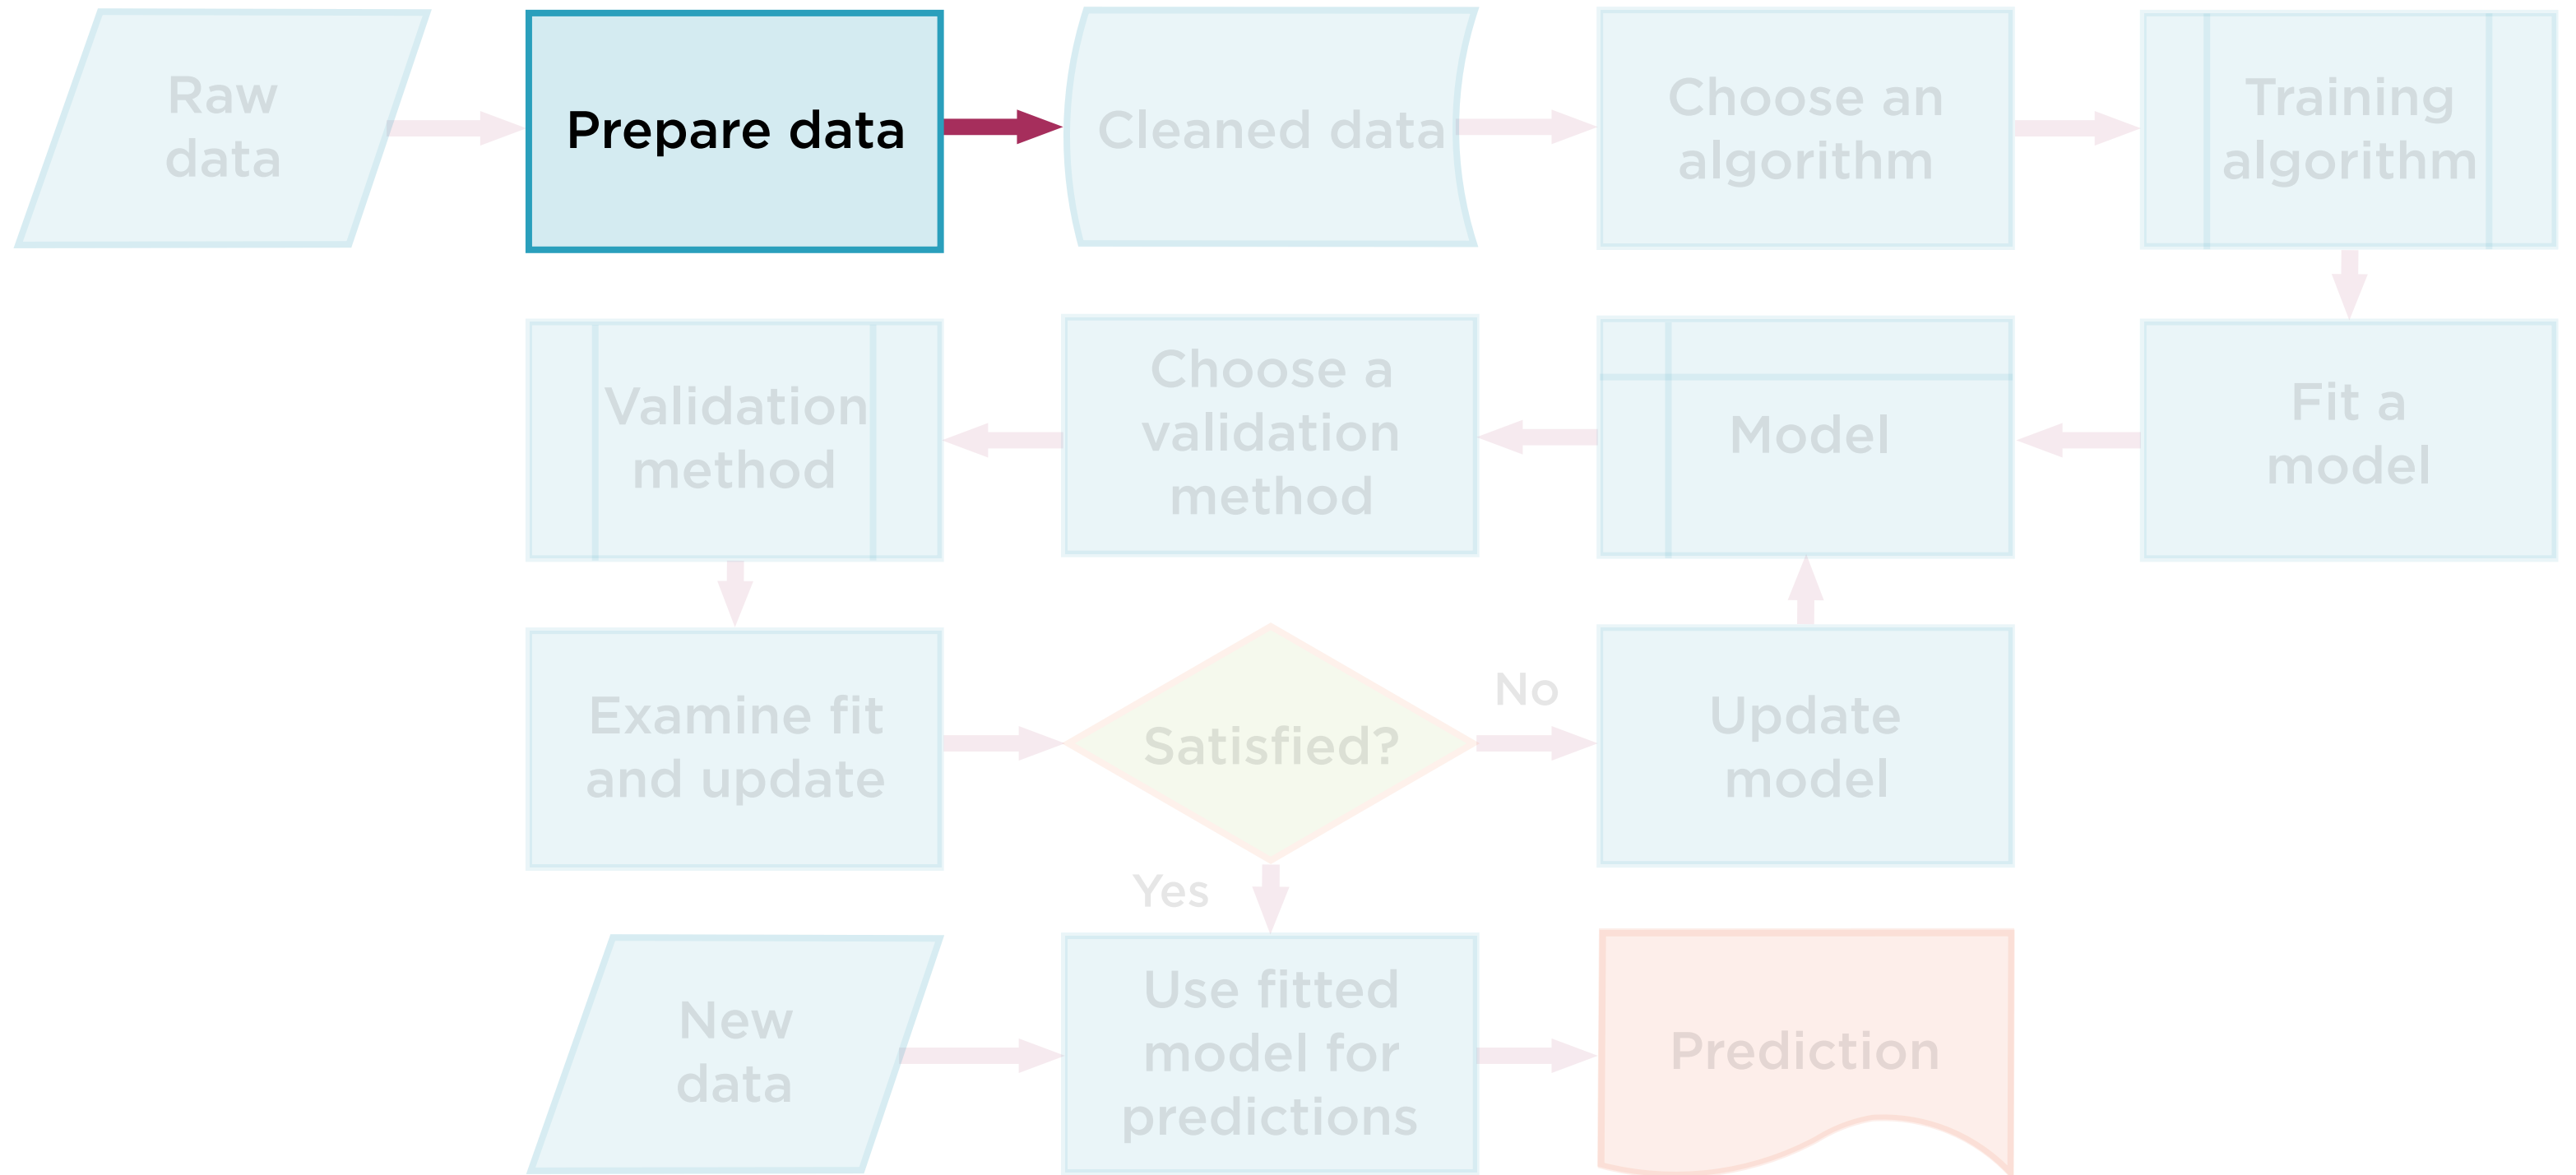 Raw
data
Prepare data
Cleaned data
Choose an
algorithm
Training
algorithm
Validation
method
Choose a
validation
method
Model
Fit a
model
Examine fit
and update
Satisfied?
No
Update
model
Yes
New
data
Use fitted
model for
predictions
Prediction